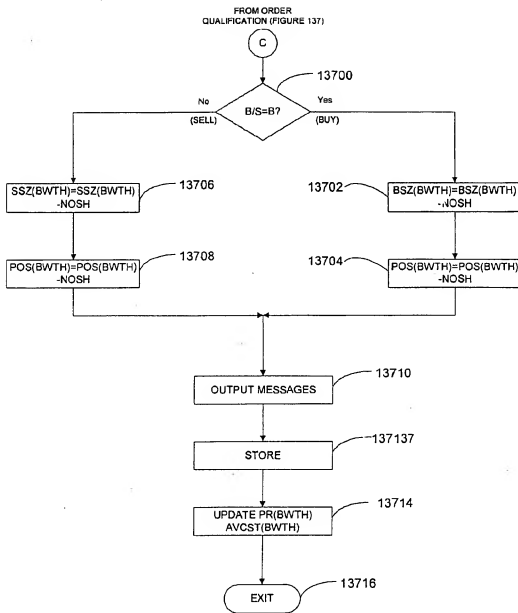 FROM ORDER
QUALIFICATION (FIGURE 137)
C
13700
B/S=B?
No
(SELL)
Yes
(BUY)
SSZ(BWTH)=SSZ(BWTH)
-NOSH
13706
13702
BSZ(BWTH)=BSZ(BWTH)
-NOSH
POS(BWTH)=POS(BWTH)
-NOSH
13708
13704
POS(BWTH)=POS(BWTH)
-NOSH
OUTPUT MESSAGES
13710
STORE
137137
UPDATE PR(BWTH)
AVCST(BWTH)
13714
EXIT
13716